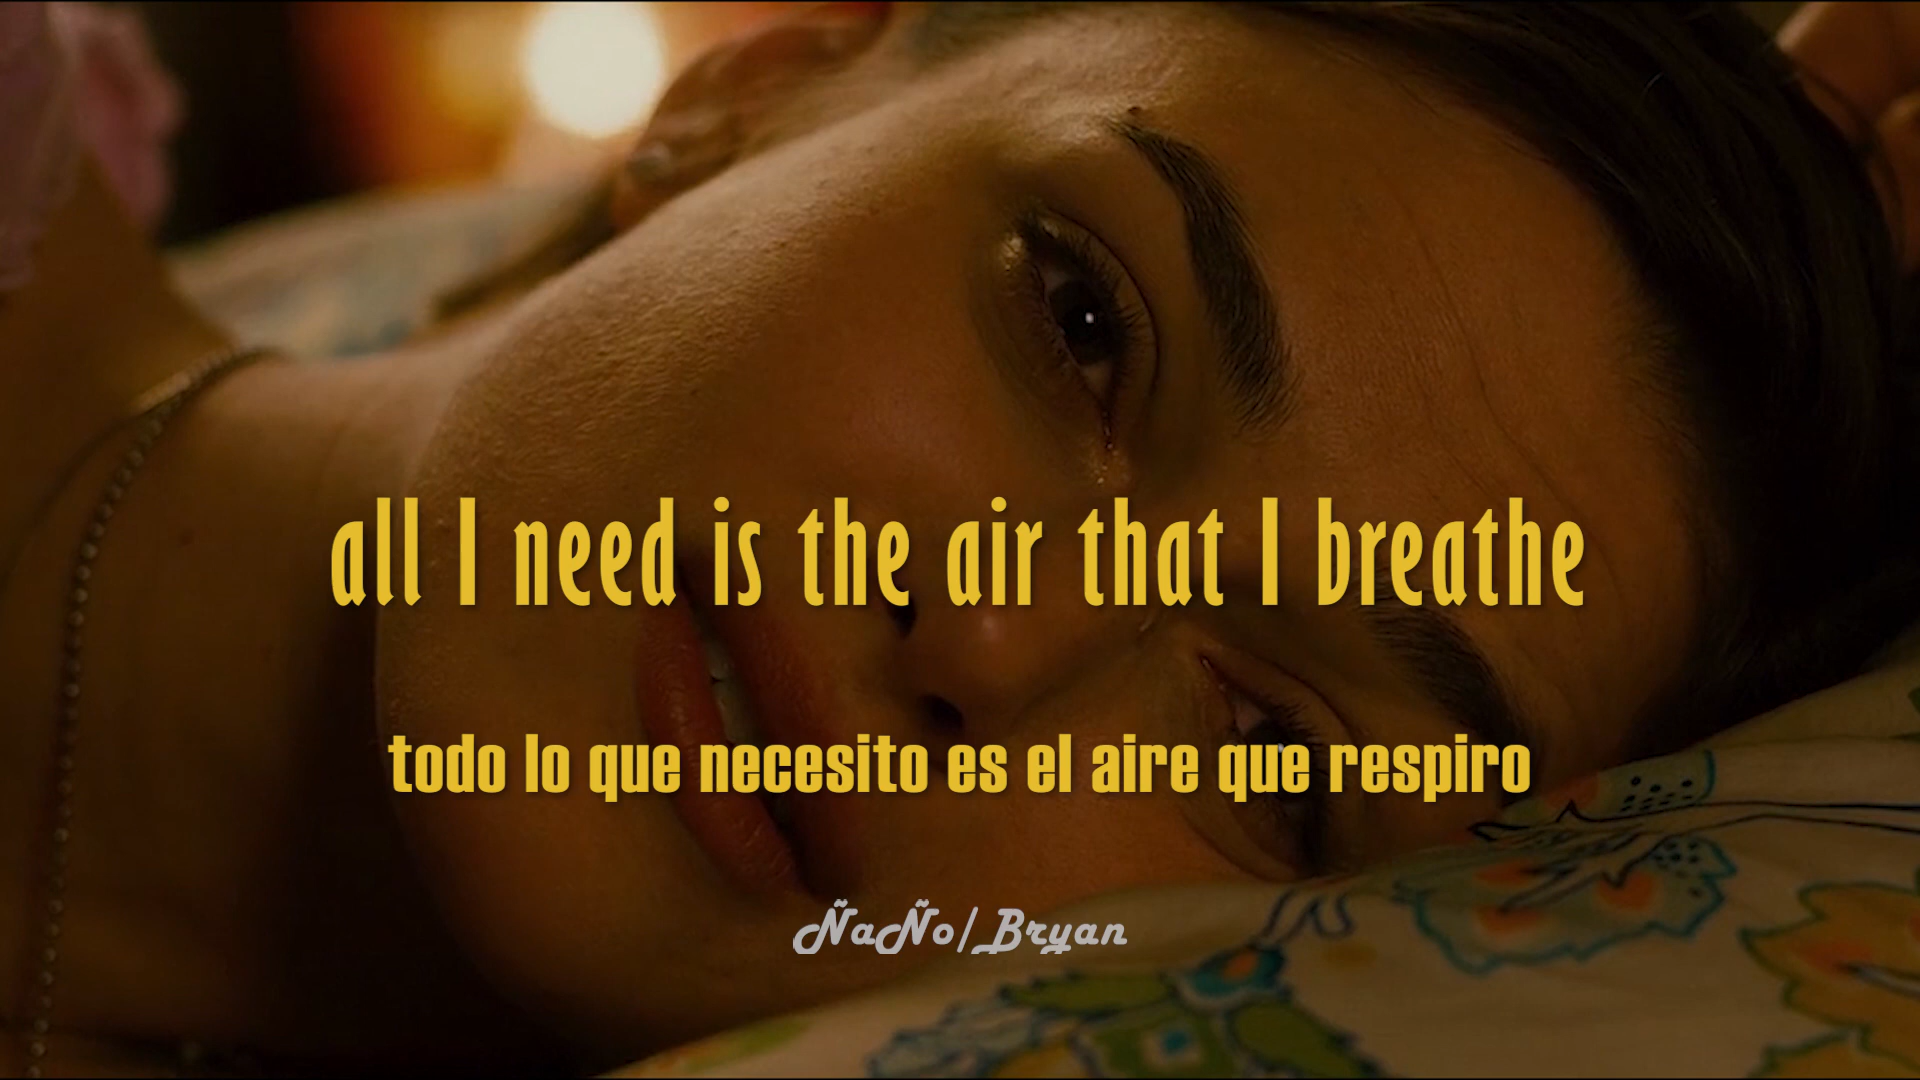 all I need is the air that I breathe
todo lo que necesito es el aire que respiro
ÑaÑo/Bryan